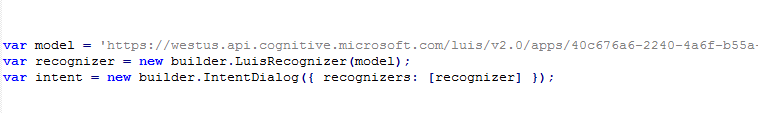 var model = 'https://westus.api.cognitive.microsoft.com/luis/v2.0/apps/40c676a6-2240-4a6f-b55a-
var recognizer = new builder.LuisRecognizer(model);
var intent = new builder.IntentDialog({ recognizers: [recognizer] });